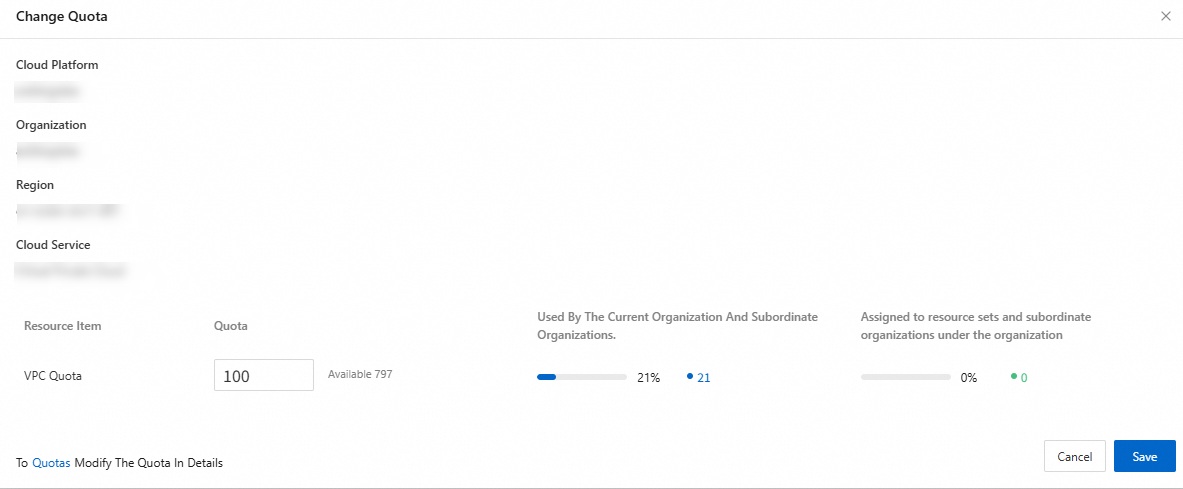 Change Quota
Cloud Platform
Organization
Region
Cloud Service
Resource Item
Quota
Used By The Current Organization And Subordinate
Organizations.
Assigned to resource sets and subordinate
organizations under the organization
VPC Quota
100
Available 797
21%
21
0%
0
To Quotas Modify The Quota In Details
Cancel
Save